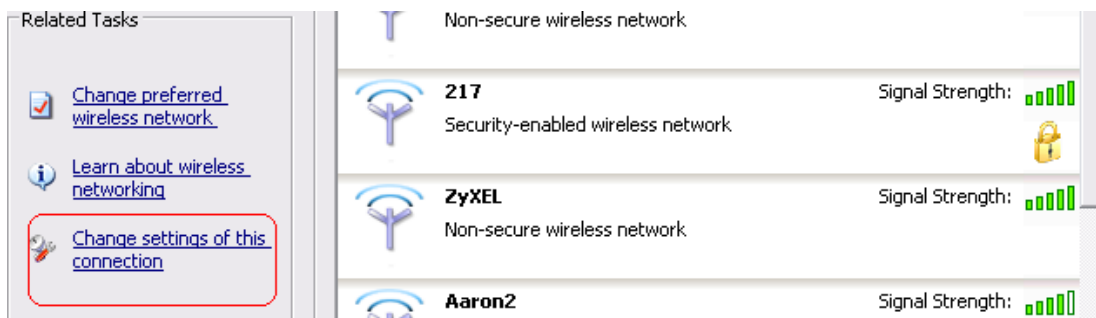 Related Tasks
Change preferred
wireless network
Learn about wireless
networking
Change settings of this
connection
Non-secure wireless network
217
Signal Strength:
Security-enabled wireless network
ZyXEL
Signal Strength:
Non-secure wireless network
Aaron2
Signal Strength: